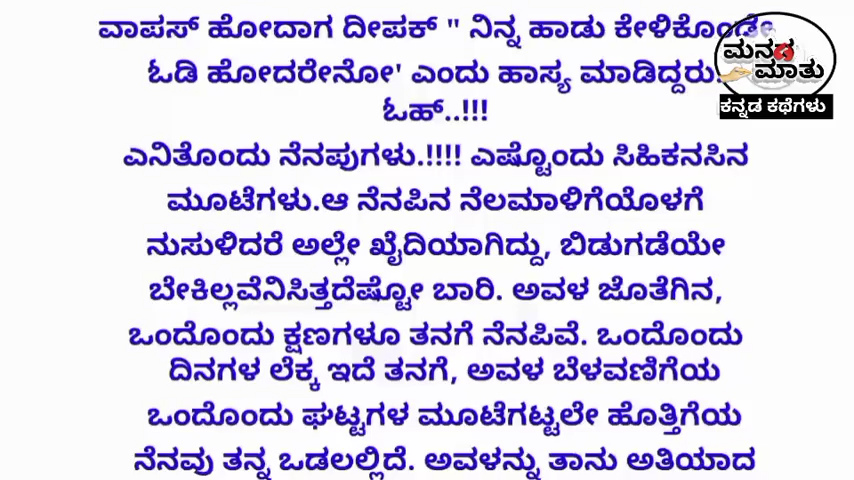 ವಾಪಸ್ ಹೋದಾಗ ದೀಪಕ್ " ನಿನ್ನ ಹಾಡು ಕೇಳಿಕೊಂಡೇ
ಓಡಿ ಹೋದರೇನೋ' ಎಂದು ಹಾಸ್ಯ ಮಾಡಿದ್ದರು.
ಓಹ್..!!!
ಎನಿತೊಂದು ನೆನಪುಗಳು.!!!! ಎಷ್ಟೊಂದು ಸಿಹಿಕನಸಿನ
ಮೂಟೆಗಳು.ಆ ನೆನಪಿನ ನೆಲಮಾಳಿಗೆಯೊಳಗೆ
ನುಸುಳಿದರೆ ಅಲ್ಲೇ ಖೈದಿಯಾಗಿದ್ದು, ಬಿಡುಗಡೆಯೇ
ಬೇಕಿಲ್ಲವೆನಿಸಿತ್ತದೆಷ್ಟೋ ಬಾರಿ. ಅವಳ ಜೊತೆಗಿನ,
ಒಂದೊಂದು ಕ್ಷಣಗಳೂ ತನಗೆ ನೆನಪಿವೆ. ಒಂದೊಂದು
ದಿನಗಳ ಲೆಕ್ಕ ಇದೆ ತನಗೆ, ಅವಳ ಬೆಳವಣಿಗೆಯ
ಒಂದೊಂದು ಘಟ್ಟಗಳ ಮೂಟೆಗಟ್ಟಲೇ ಹೊತ್ತಿಗೆಯ
ನೆನವು ತನ್ನ ಒಡಲಲ್ಲಿದೆ. ಅವಳನ್ನು ತಾನು ಅತಿಯಾದ
ಮನದ
ಮಾತು
ಕನ್ನಡ ಕಥೆಗಳು